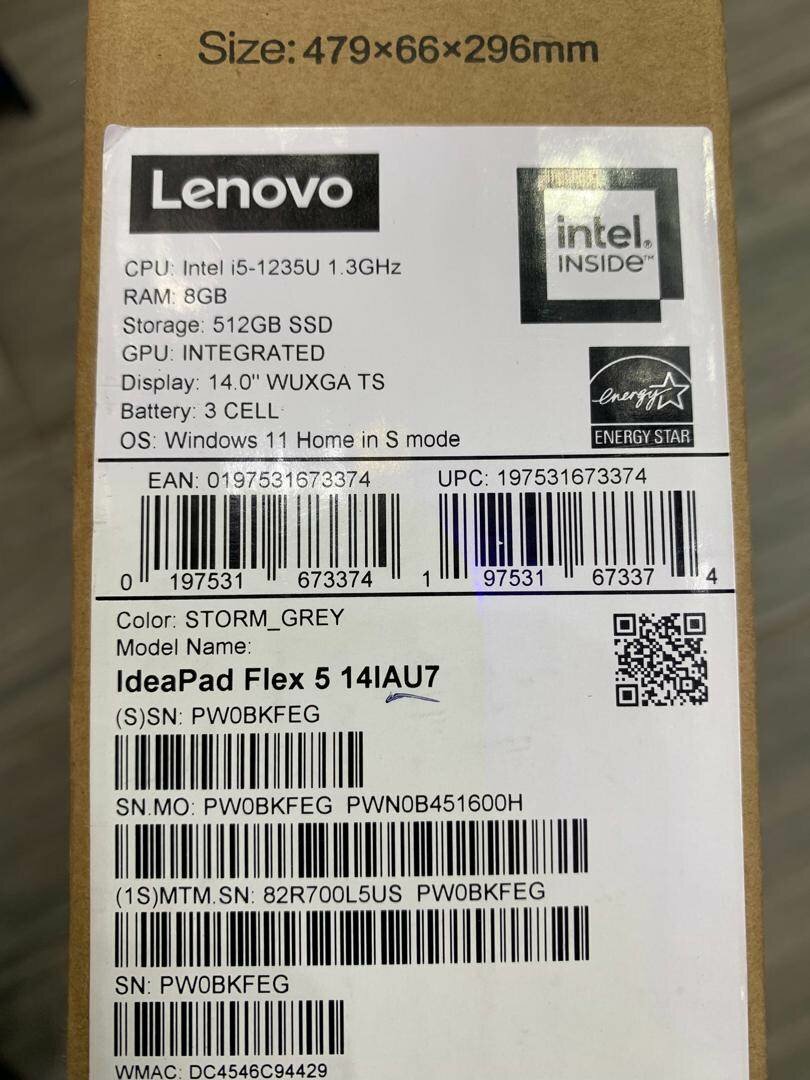 Size: 479×66×296mm
Lenovo
intel®
INSIDE™
CPU: Intel i5-1235U 1.3GHz
RAM: 8GB
Storage: 512GB SSD
GPU: INTEGRATED
Display: 14.0" WUXGA TS
Battery: 3 CELL
OS: Windows 11 Home in S mode
energy
ENERGY STAR
EAN: 0197531673374 UPC: 197531673374
0 197531 673374 1 97531 67337 4
Color: STORM_GREY
Model Name:
IdeaPad Flex 5 14IAU7
(S)SN: PW0BKFEG
SN.MO: PW0BKFEG PWN0B451600H
(1S)MTM.SN: 82R700L5US PW0BKFEG
SN: PW0BKFEG
WMAC: DC4546C94429